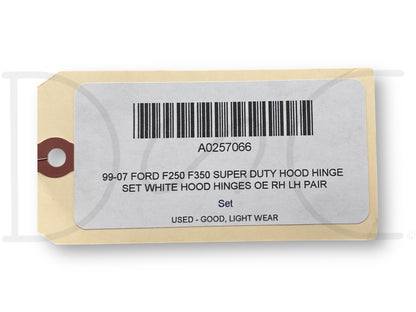 A0257066
99-07 FORD F250 F350 SUPER DUTY HOOD HINGE
SET WHITE HOOD HINGES OE RH LH PAIR
Set
USED - GOOD, LIGHT WEAR